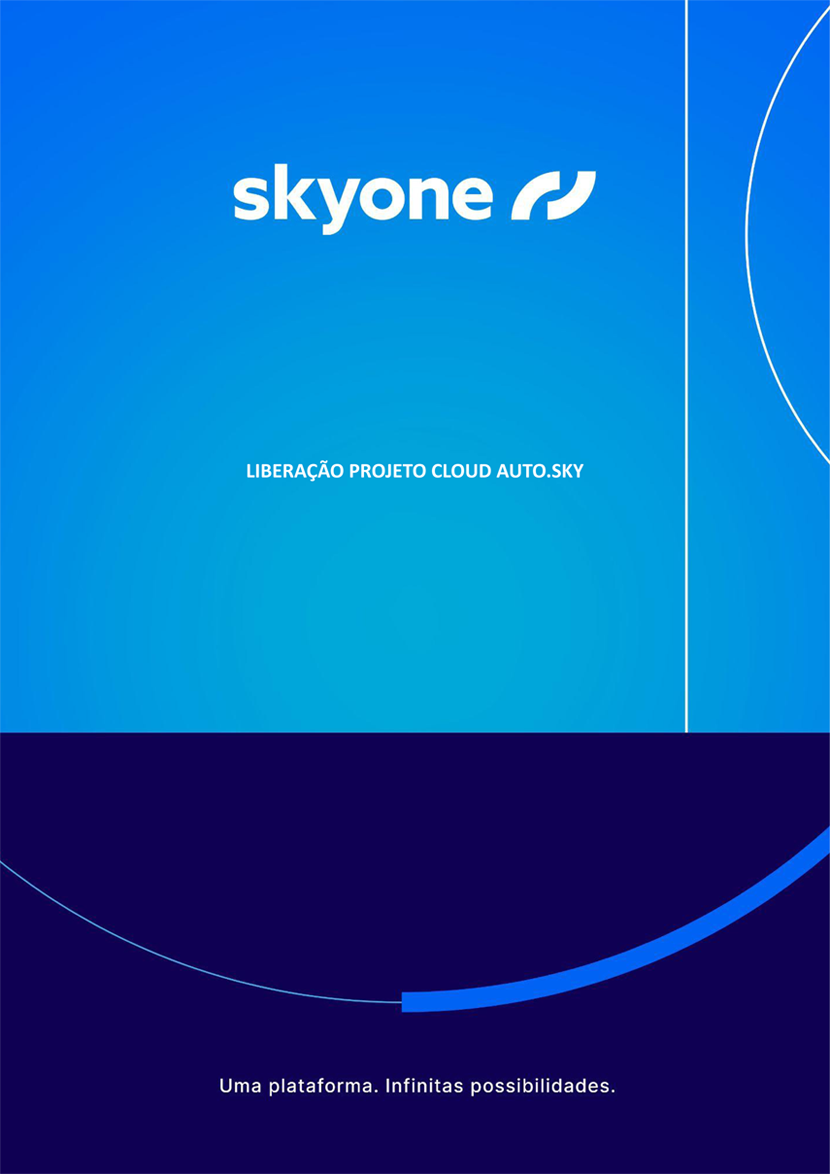 skyone
LIBERAÇÃO PROJETO CLOUD AUTO.SKY
Uma plataforma. Infinitas possibilidades.